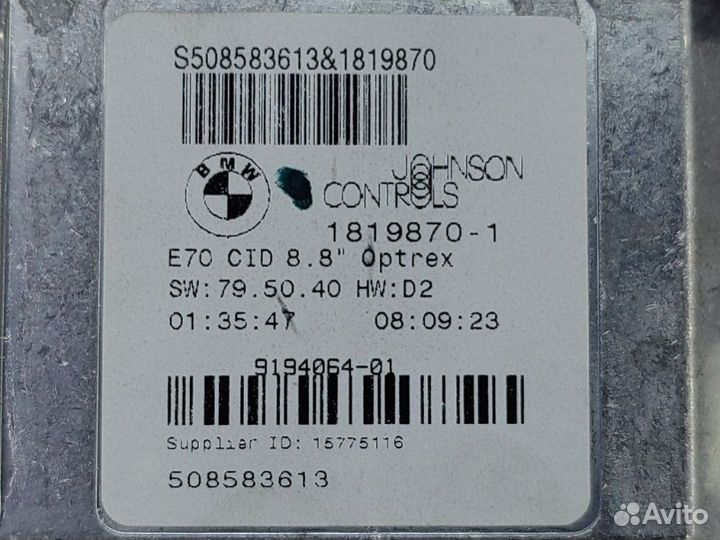 S508583613&1819870
BMW
JOHNSON
CONTROLS
1819870-1
E70 CID 8.8" Optrex
SW:79.50.40 HW:D2
01:35:47 08:09:23
9194064-01
Supplier ID: 15775116
508583613
Avito